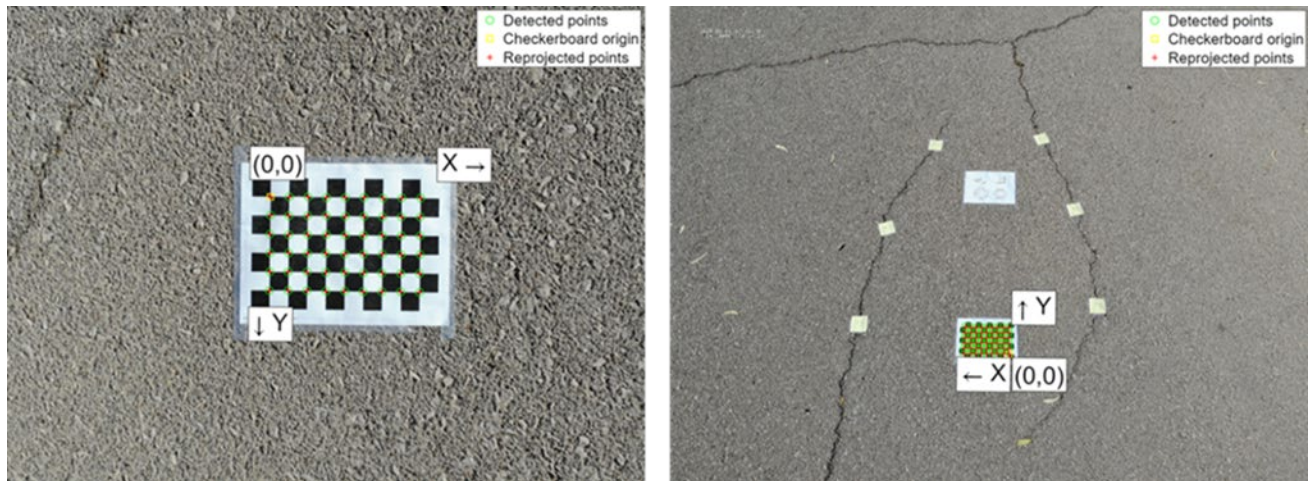 Detected points
Checkerboard origin
Reprojected points
(0,0)
X →
↓ Y
Detected points
Checkerboard origin
Reprojected points
↑ Y
← X
(0,0)